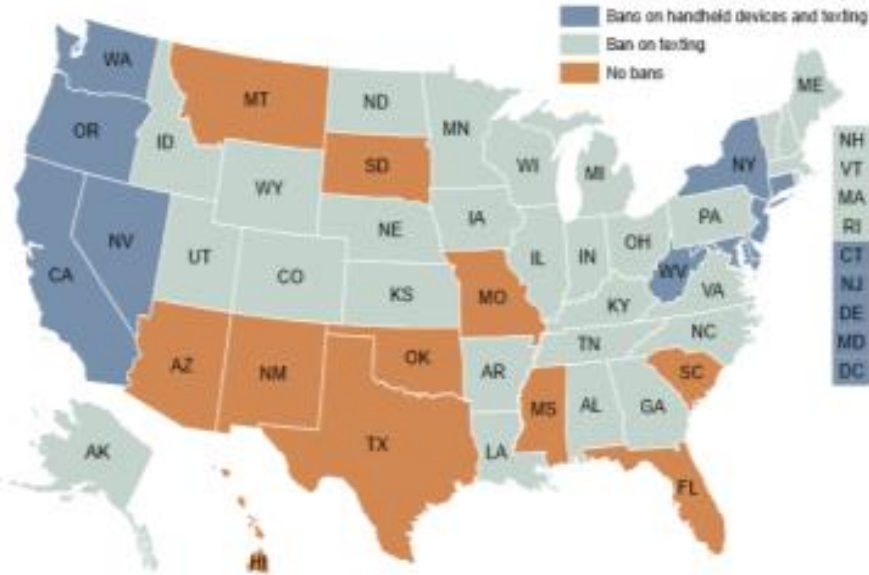 Bans on handheld devices and texting
Ban on texting
No bans
WA
MT
ND
MN
ME
OR
ID
SD
WI
MI
NY
WY
NE
IA
PA
NV
UT
CO
KS
IL
IN
OH
WV
VA
CA
MO
KY
NC
AZ
NM
OK
AR
TN
SC
TX
LA
MS
AL
GA
FL
AK
HI
NH
VT
MA
RI
CT
NJ
DE
MD
DC